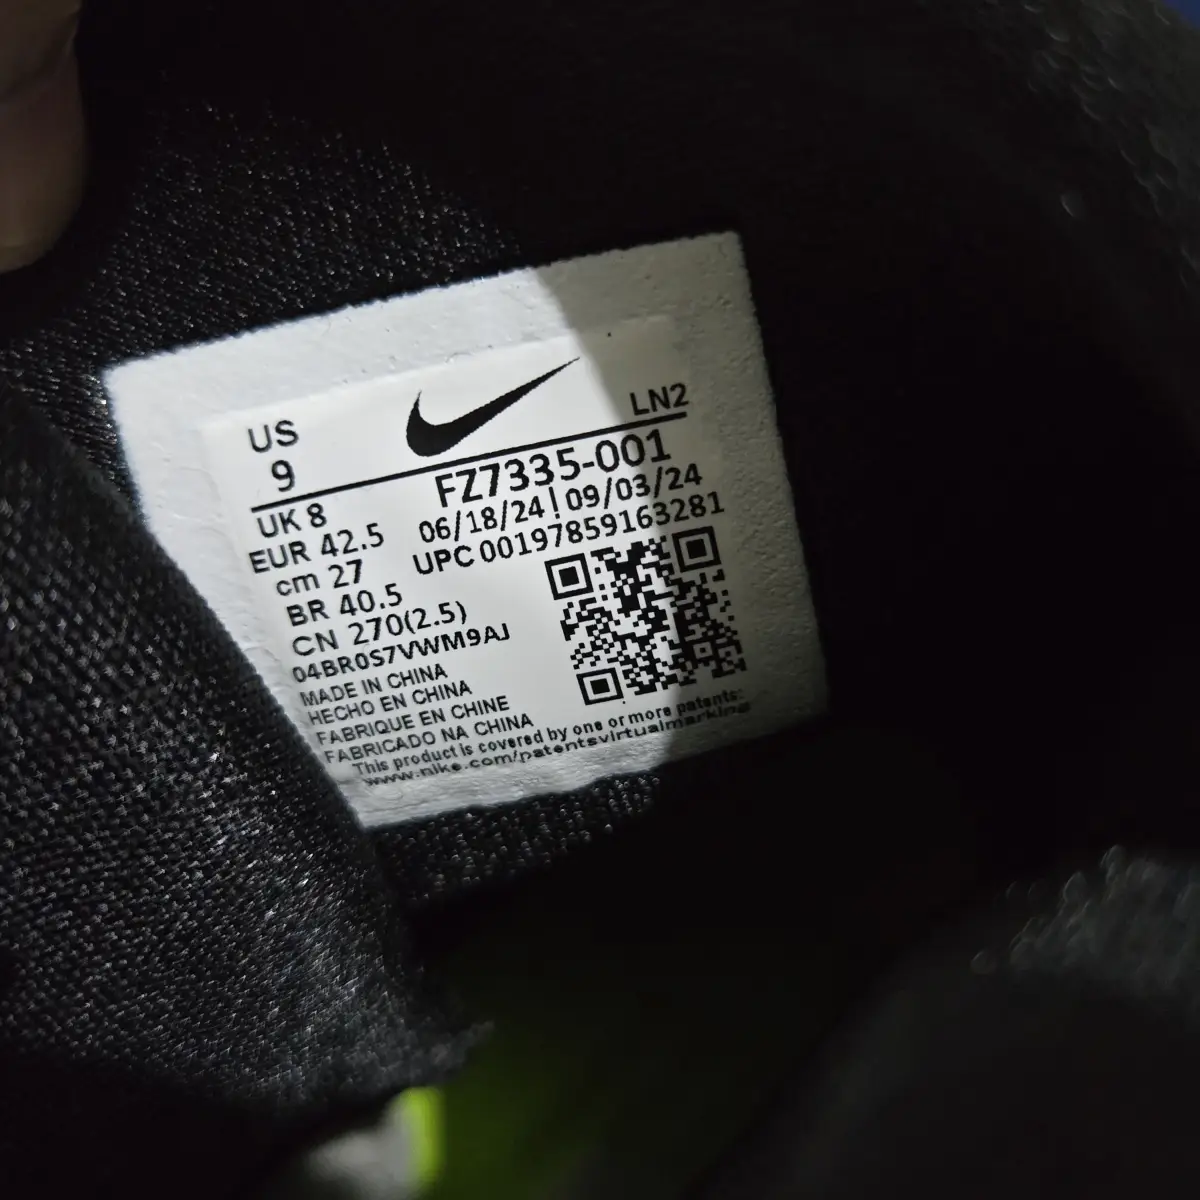 US
9
LN2
FZ7335-001
UK 8
06/18/24 | 09/03/24
EUR 42.5
UPC 00197859163281
cm 27
BR 40.5
CN 270(2.5)
04BR0S7VWM9AJ
MADE IN CHINA
HECHO EN CHINA
FABRIQUE EN CHINE
FABRICADO NA CHINA
This product is covered by one or more patents:
www.nike.com/patentsvirtualmarking